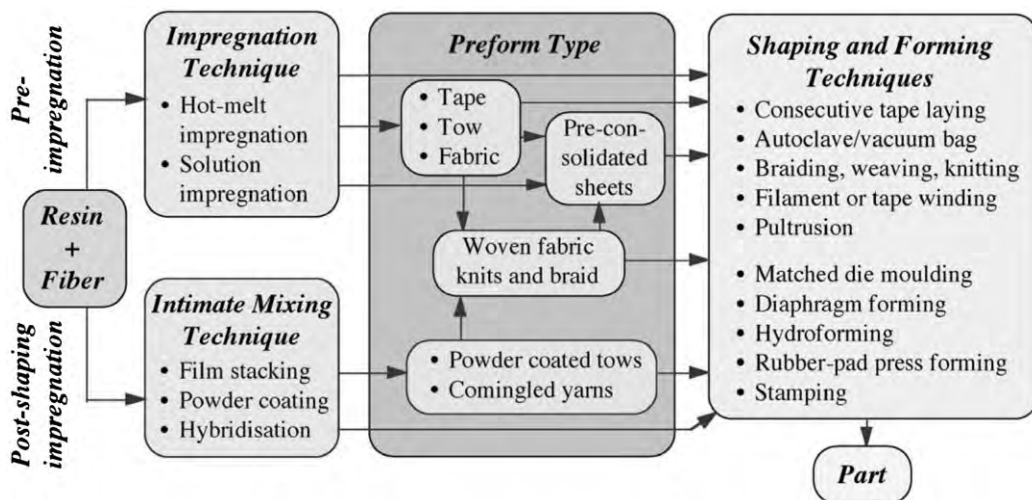 Pre-
impregnation
Resin
+
Fiber
Post-shaping
impregnation
Impregnation
Technique
• Hot-melt
impregnation
• Solution
impregnation
Intimate Mixing
Technique
• Film stacking
• Powder coating
• Hybridisation
Preform Type
• Tape
• Tow
• Fabric
Pre-con-
solidated
sheets
Woven fabric
knits and braid
• Powder coated tows
• Comingled yarns
Shaping and Forming
Techniques
• Consecutive tape laying
• Autoclave/vacuum bag
• Braiding, weaving, knitting
• Filament or tape winding
• Pultrusion
• Matched die moulding
• Diaphragm forming
• Hydroforming
• Rubber-pad press forming
• Stamping
Part